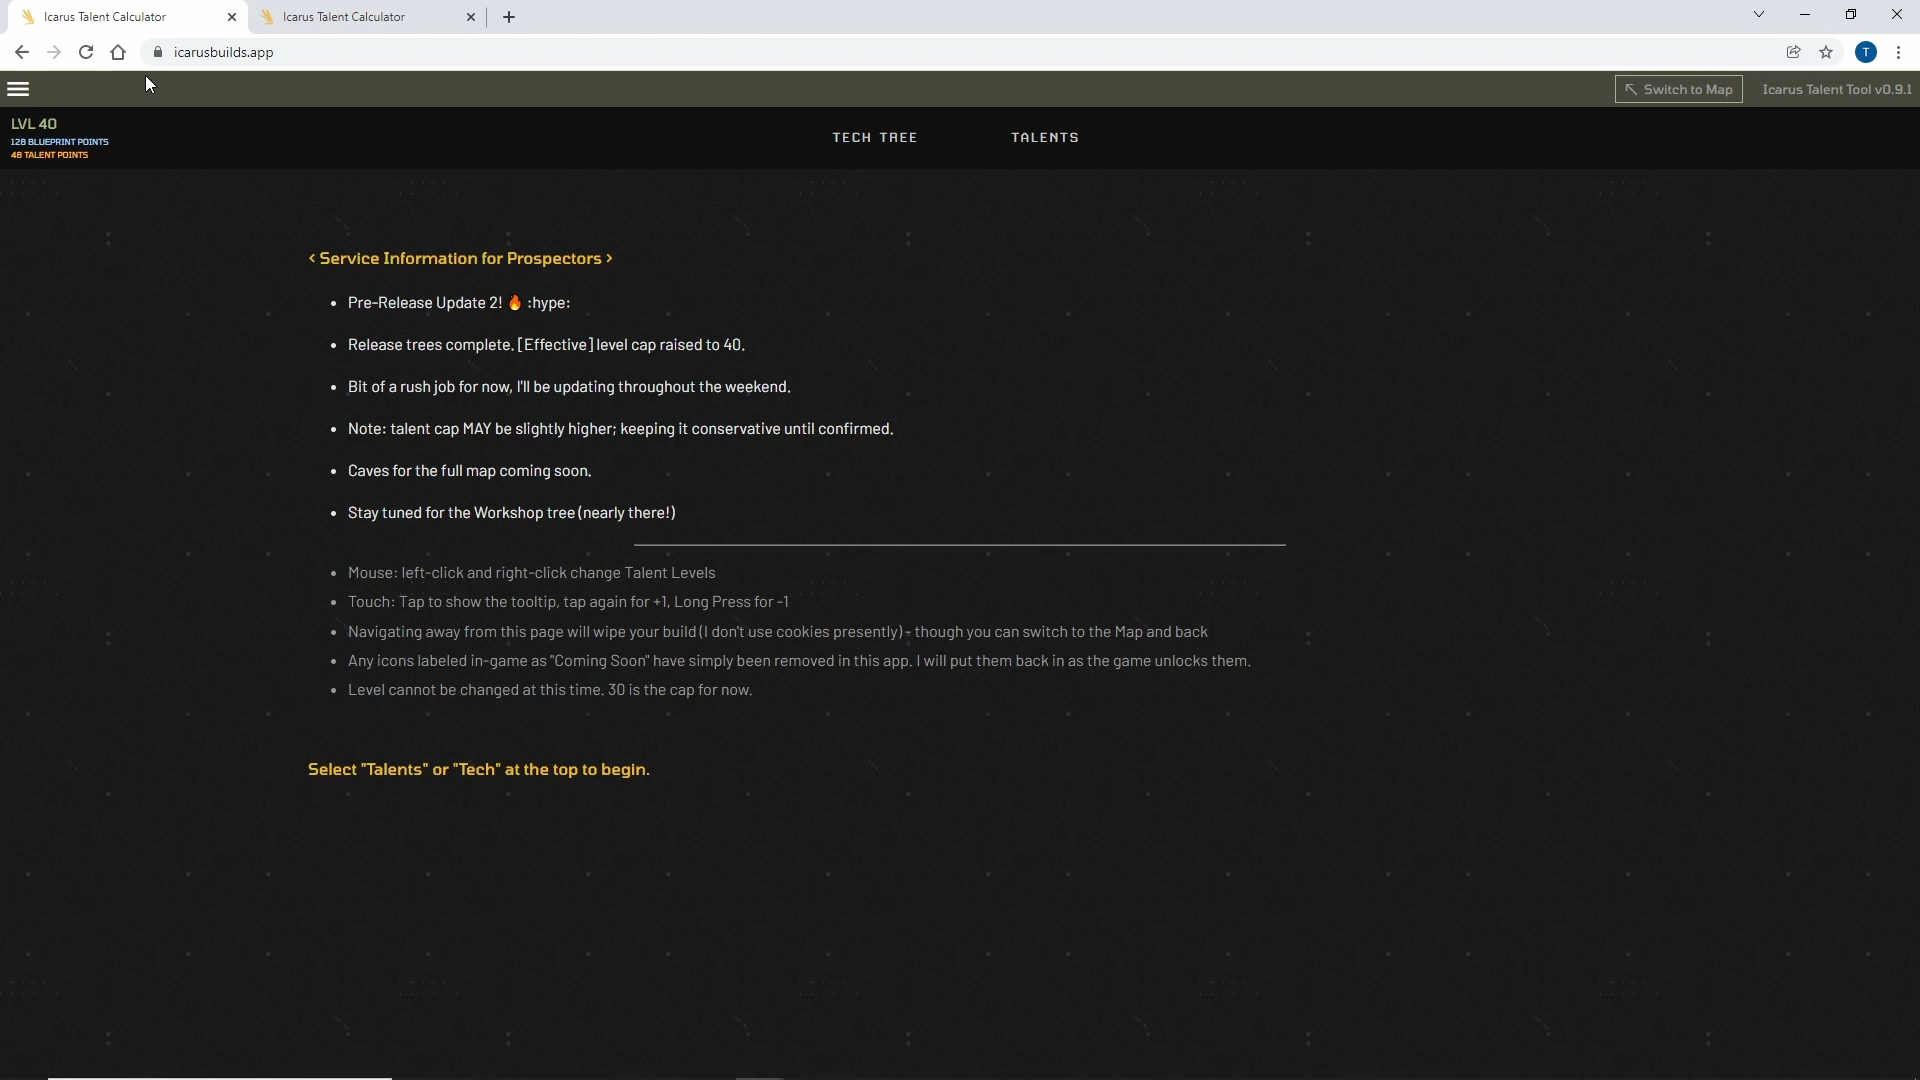 Icarus Talent Calculator
Icarus Talent Calculator
icarusbuilds.app
T
Switch to Map
Icarus Talent Tool v0.9.1
LVL 40
128 BLUEPRINT POINTS
48 TALENT POINTS
TECH TREE
TALENTS
< Service Information for Prospectors >
• Pre-Release Update 2! 🔥 :hype:
• Release trees complete. [Effective] level cap raised to 40.
• Bit of a rush job for now, I'll be updating throughout the weekend.
• Note: talent cap MAY be slightly higher; keeping it conservative until confirmed.
• Caves for the full map coming soon.
• Stay tuned for the Workshop tree (nearly there!)
• Mouse: left-click and right-click change Talent Levels
• Touch: Tap to show the tooltip, tap again for +1, Long Press for -1
• Navigating away from this page will wipe your build (I don't use cookies presently) - though you can switch to the Map and back
• Any icons labeled in-game as "Coming Soon" have simply been removed in this app. I will put them back in as the game unlocks them.
• Level cannot be changed at this time. 30 is the cap for now.
Select "Talents" or "Tech" at the top to begin.